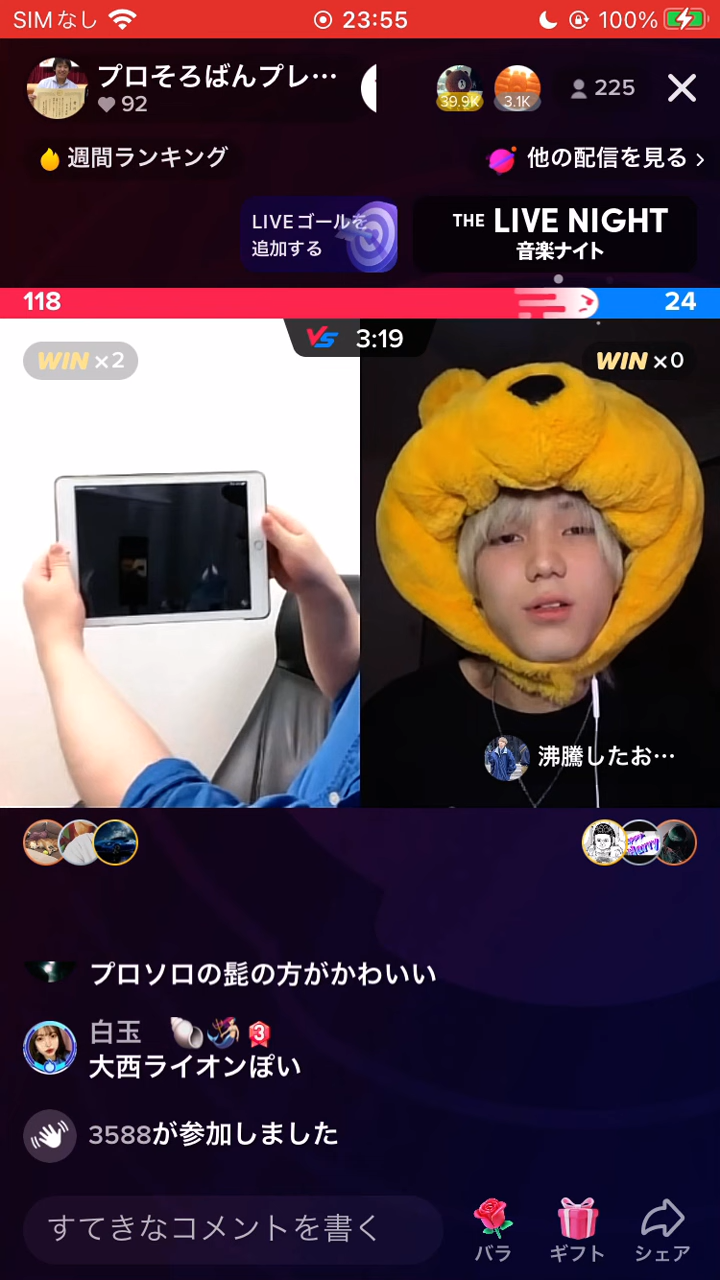 SIMなし
23:55
100%
プロそろばんプレ…
92
39.9K
3.1K
225
週間ランキング
他の配信を見る
LIVEゴールを
追加する
THE LIVE NIGHT
音楽ナイト
118
24
WIN ×2
VS 3:19
WIN ×0
沸騰したお…
プロソロの髭の方がかわいい
白玉
3
大西ライオンぽい
3588が参加しました
すてきなコメントを書く
バラ
ギフト
シェア